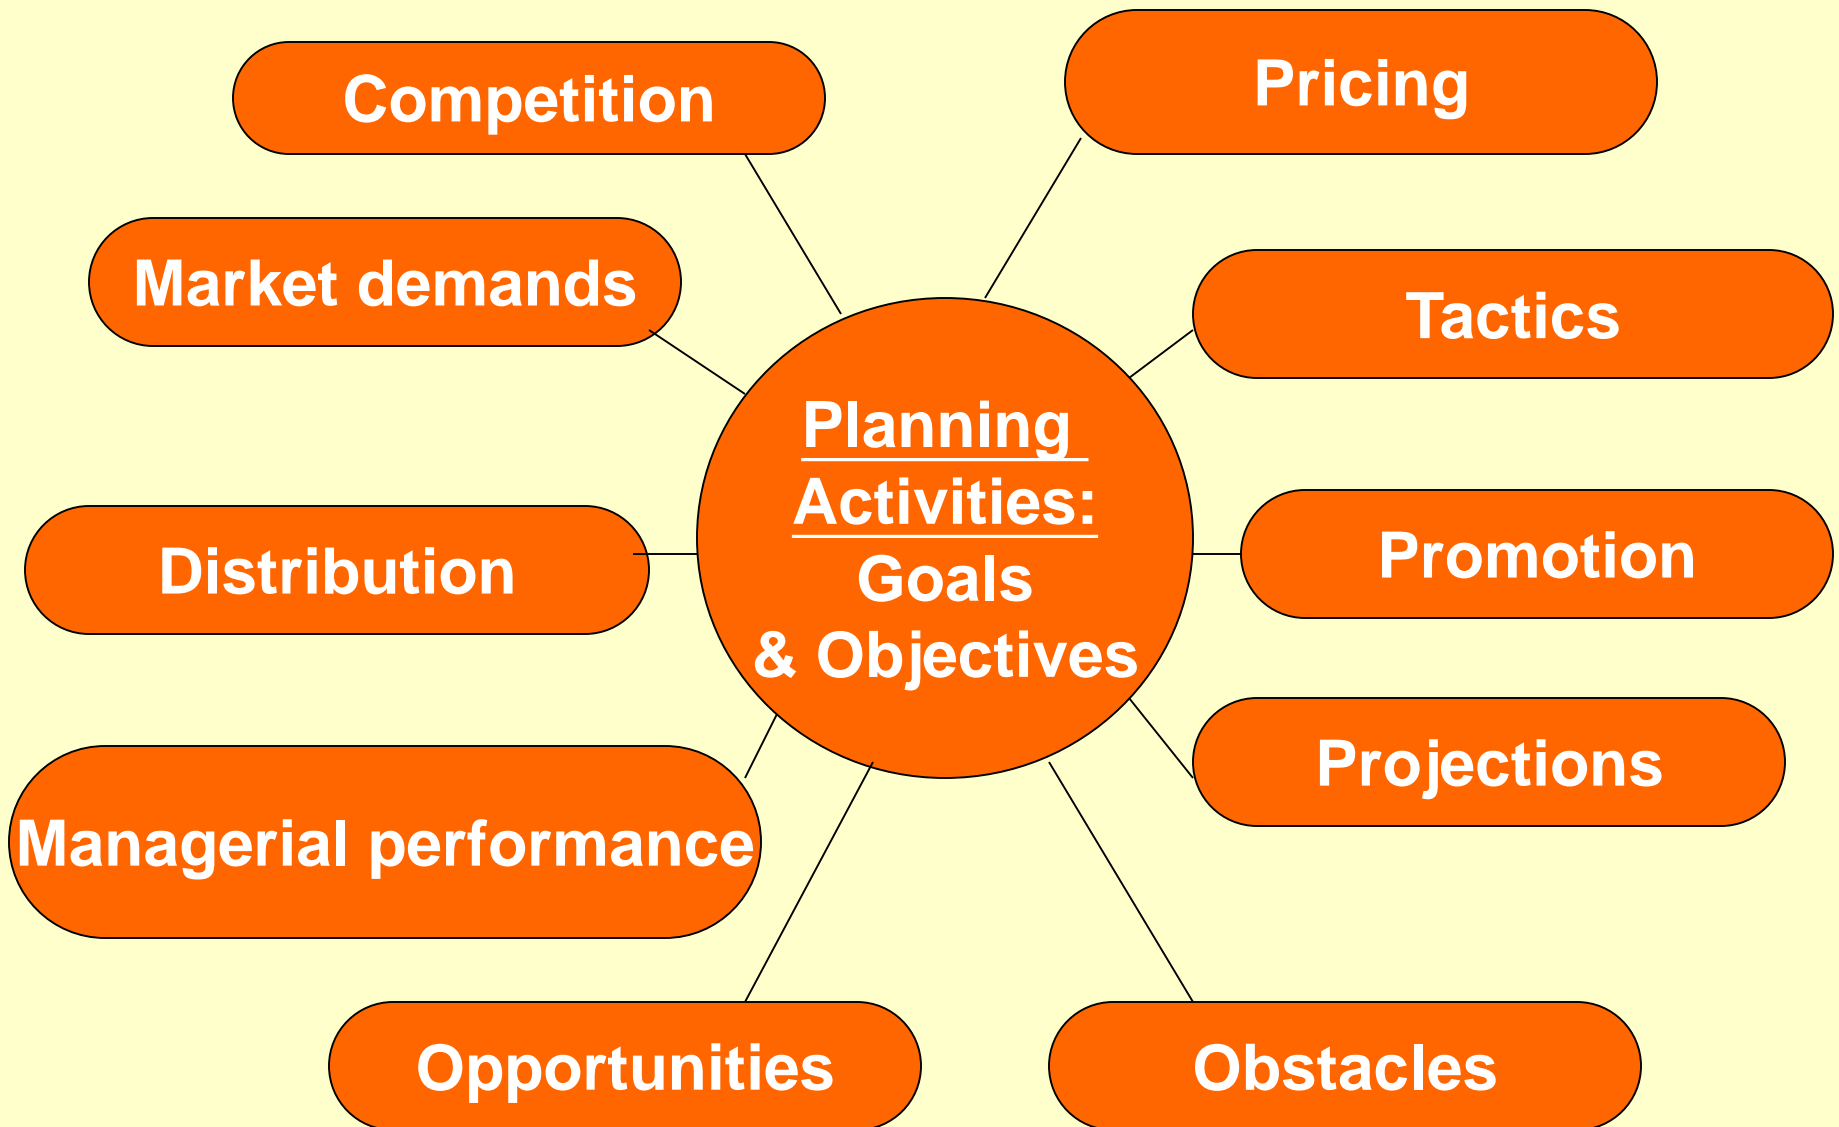 Competition
Pricing
Market demands
Tactics
Planning
Activities:
Goals
& Objectives
Distribution
Promotion
Managerial performance
Projections
Opportunities
Obstacles